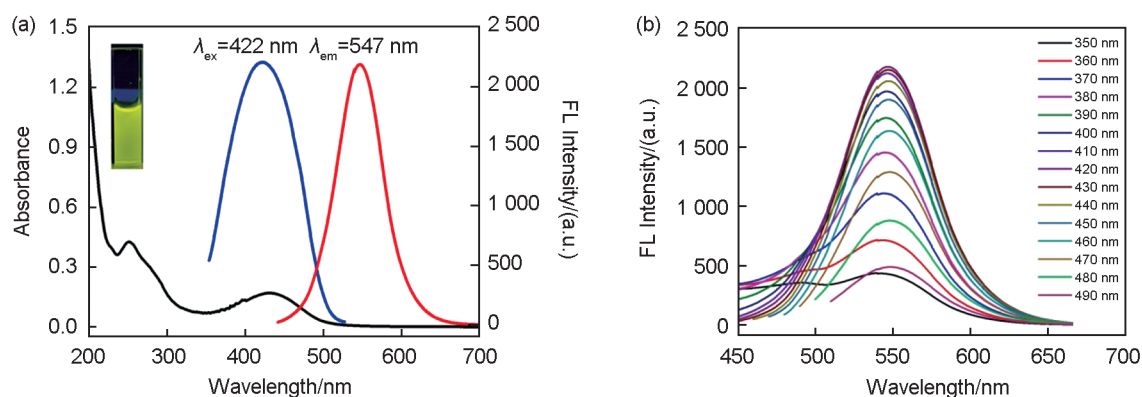 (a)
λex=422 nm λem=547 nm
Absorbance
1.5
1.2
0.9
0.6
0.3
0.0
2 500
2 000
1 500
1 000
500
0
FL Intensity/(a.u.)
200 300 400 500 600 700
Wavelength/nm
(b)
FL Intensity/(a.u.)
2 500
2 000
1 500
1 000
500
0
450 500 550 600 650 700
Wavelength/nm
350 nm
360 nm
370 nm
380 nm
390 nm
400 nm
410 nm
420 nm
430 nm
440 nm
450 nm
460 nm
470 nm
480 nm
490 nm